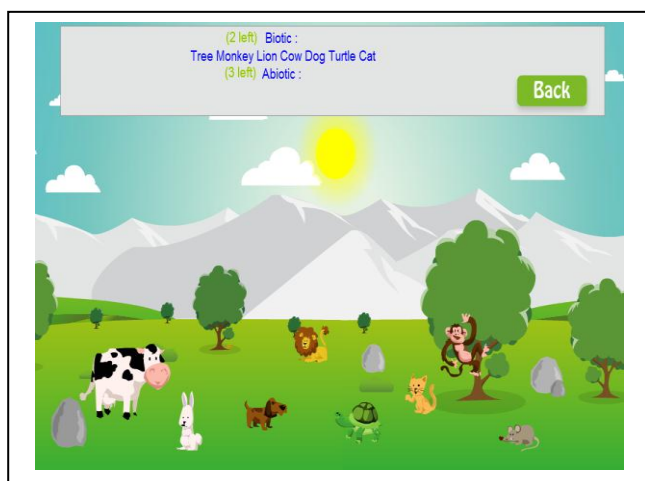 (2 left) Biotic :
Tree Monkey Lion Cow Dog Turtle Cat
(3 left) Abiotic :
Back